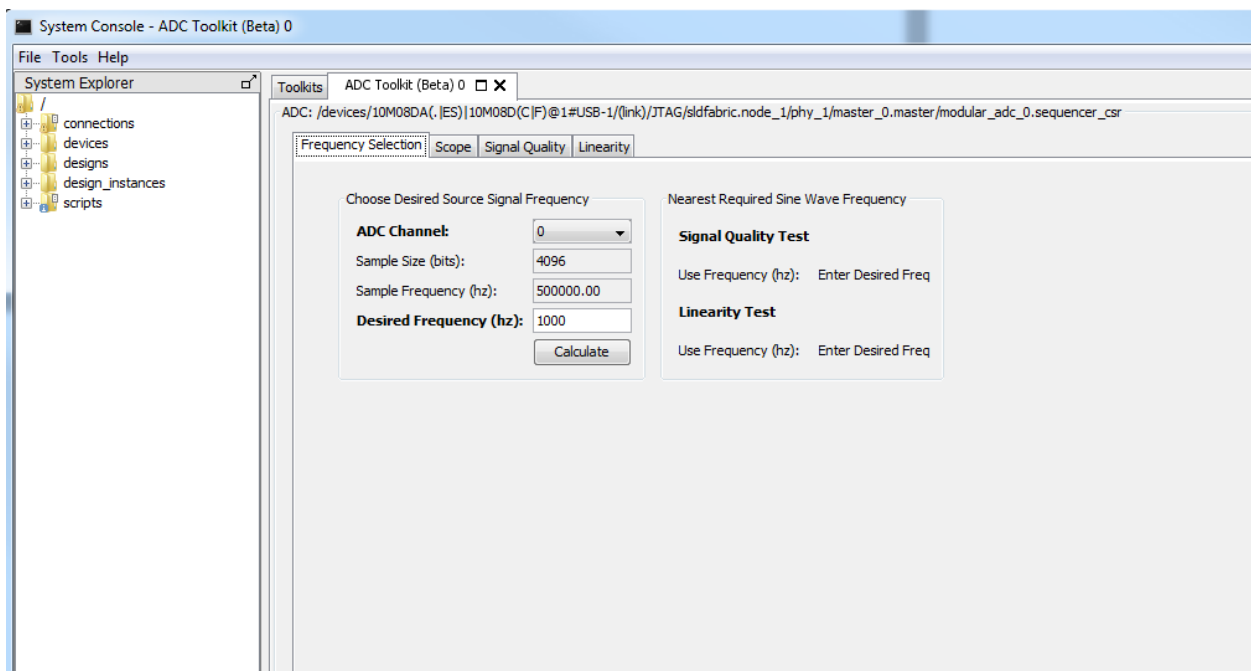 System Console - ADC Toolkit (Beta) 0
File Tools Help
System Explorer
/
connections
devices
designs
design_instances
scripts
Toolkits
ADC Toolkit (Beta) 0
ADC: /devices/10M08DA(.|ES)|10M08D(C|F)@1#USB-1/(link)/JTAG/sldfabric.node_1/phy_1/master_0.master/modular_adc_0.sequencer_csr
Frequency Selection Scope Signal Quality Linearity
Choose Desired Source Signal Frequency
ADC Channel: 0
Sample Size (bits): 4096
Sample Frequency (hz): 500000.00
Desired Frequency (hz): 1000
Calculate
Nearest Required Sine Wave Frequency
Signal Quality Test
Use Frequency (hz): Enter Desired Freq
Linearity Test
Use Frequency (hz): Enter Desired Freq